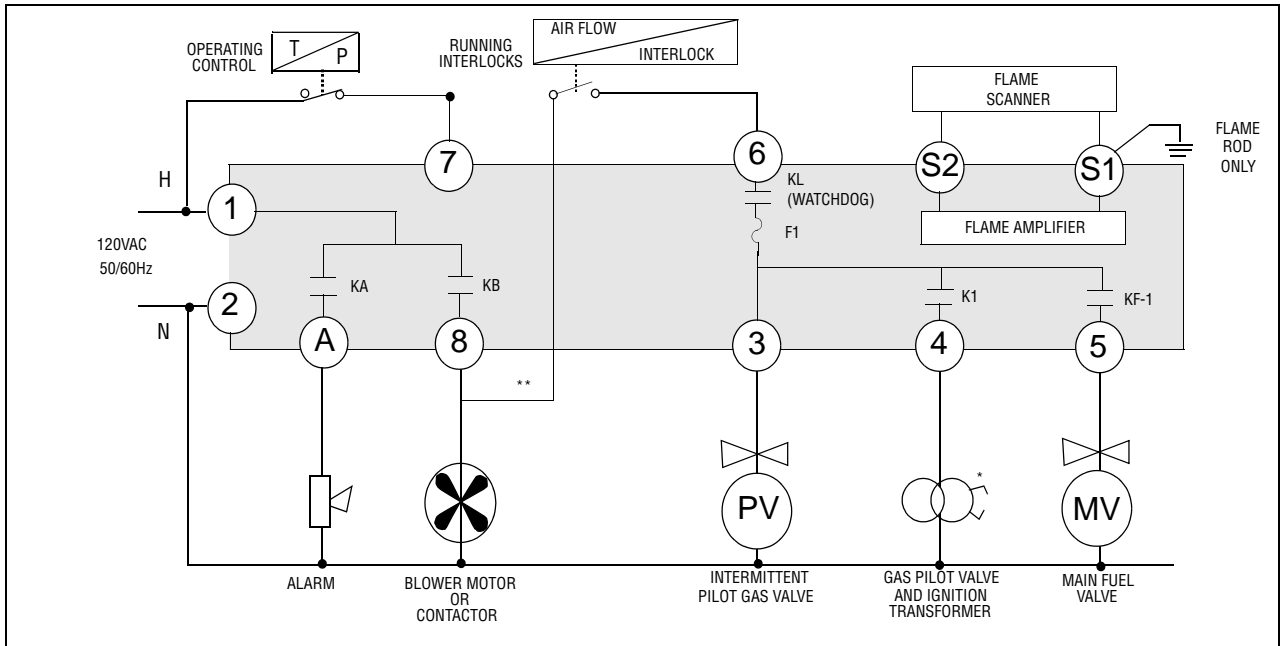 OPERATING
CONTROL
T
P
RUNNING
INTERLOCKS
AIR FLOW
INTERLOCK
FLAME
SCANNER
FLAME
ROD
ONLY
7
6
S2
S1
H
1
KL
(WATCHDOG)
F1
FLAME AMPLIFIER
120VAC
50/60Hz
2
N
KA
KB
K1
KF-1
A
8
3
4
5
**
*
PV
MV
ALARM
BLOWER MOTOR
OR
CONTACTOR
INTERMITTENT
PILOT GAS VALVE
GAS PILOT VALVE
AND IGNITION
TRANSFORMER
MAIN FUEL
VALVE